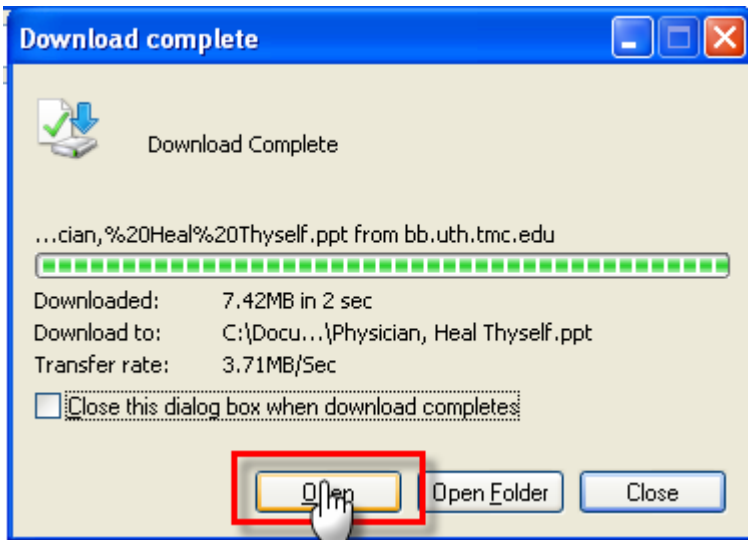 Download complete
Download Complete
...cian,%20Heal%20Thyself.ppt from bb.uth.tmc.edu
Downloaded: 7.42MB in 2 sec
Download to: C:\Docu...\Physician, Heal Thyself.ppt
Transfer rate: 3.71MB/Sec
Close this dialog box when download completes
Open Open Folder Close